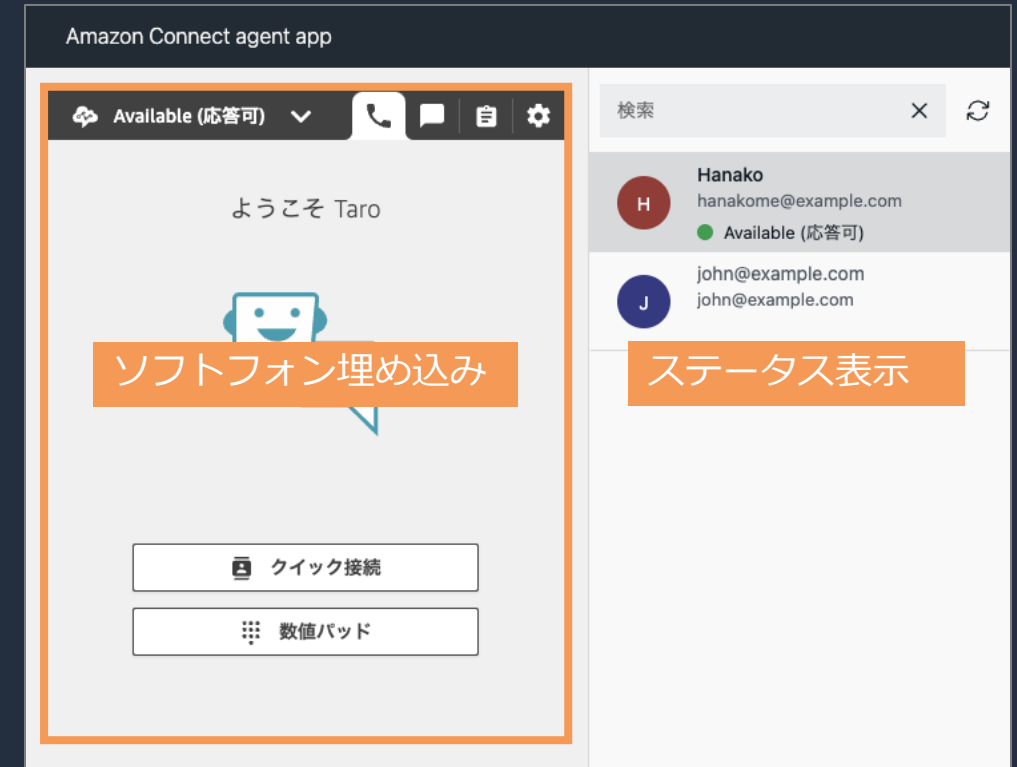 Amazon Connect agent app
Available (応答可)
ようこそ Taro
ソフトフォン埋め込み
クイック接続
数値パッド
検索
H
Hanako
hanakome@example.com
Available (応答可)
J
john@example.com
john@example.com
ステータス表示